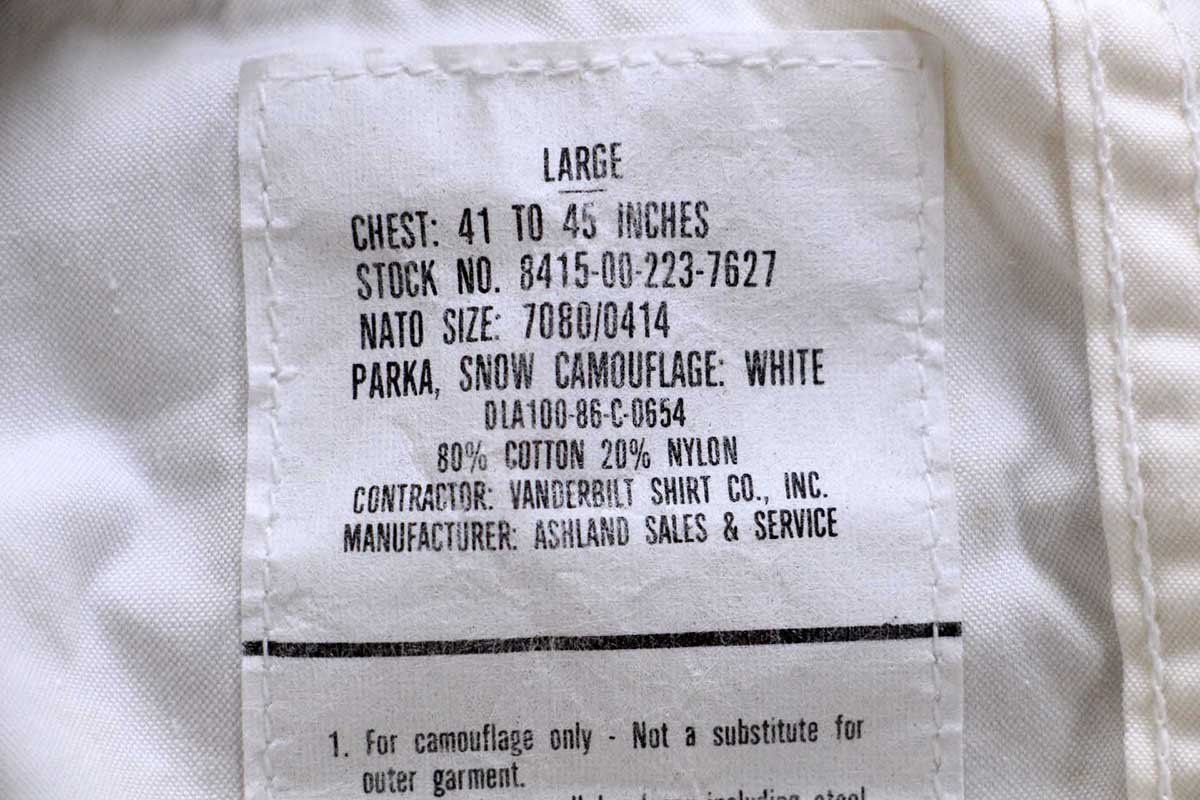 LARGE
CHEST: 41 TO 45 INCHES
STOCK NO. 8415-00-223-7627
NATO SIZE: 7080/0414
PARKA, SNOW CAMOUFLAGE: WHITE
DLA100-86-C-0654
80% COTTON 20% NYLON
CONTRACTOR: VANDERBILT SHIRT CO., INC.
MANUFACTURER: ASHLAND SALES & SERVICE
1. For camouflage only - Not a substitute for
outer garment.
including steel